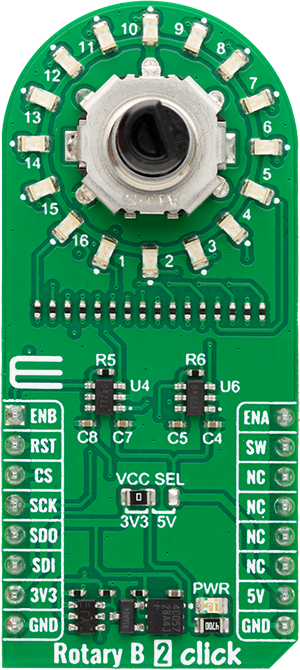 10
11 9
12 8
13 7
14 6
15 5
16 4
1 2 3
R5 R6
U4 U6
C8 C7 C5 C4
ENB ENA
RST SW
CS NC
SCK VCC SEL NC
0
SDO 3V3 5V NC
SDI NC
3V3 PWR 5V
GND GND
Rotary B 2 click